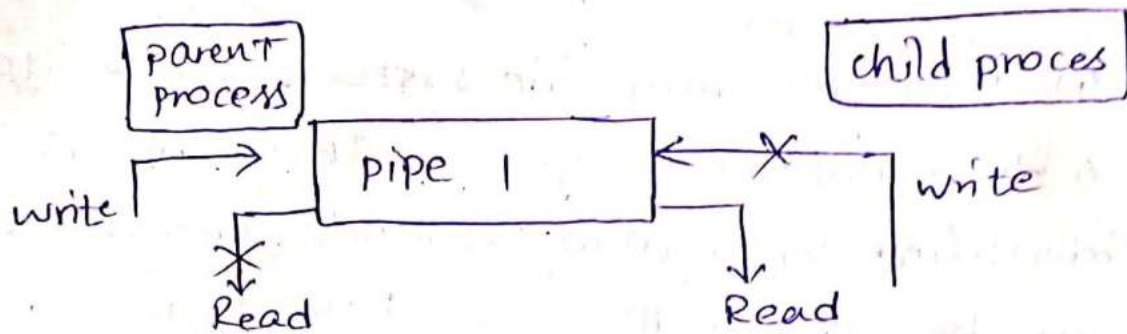 parent
process
child proces
pipe 1
write
write
Read
Read